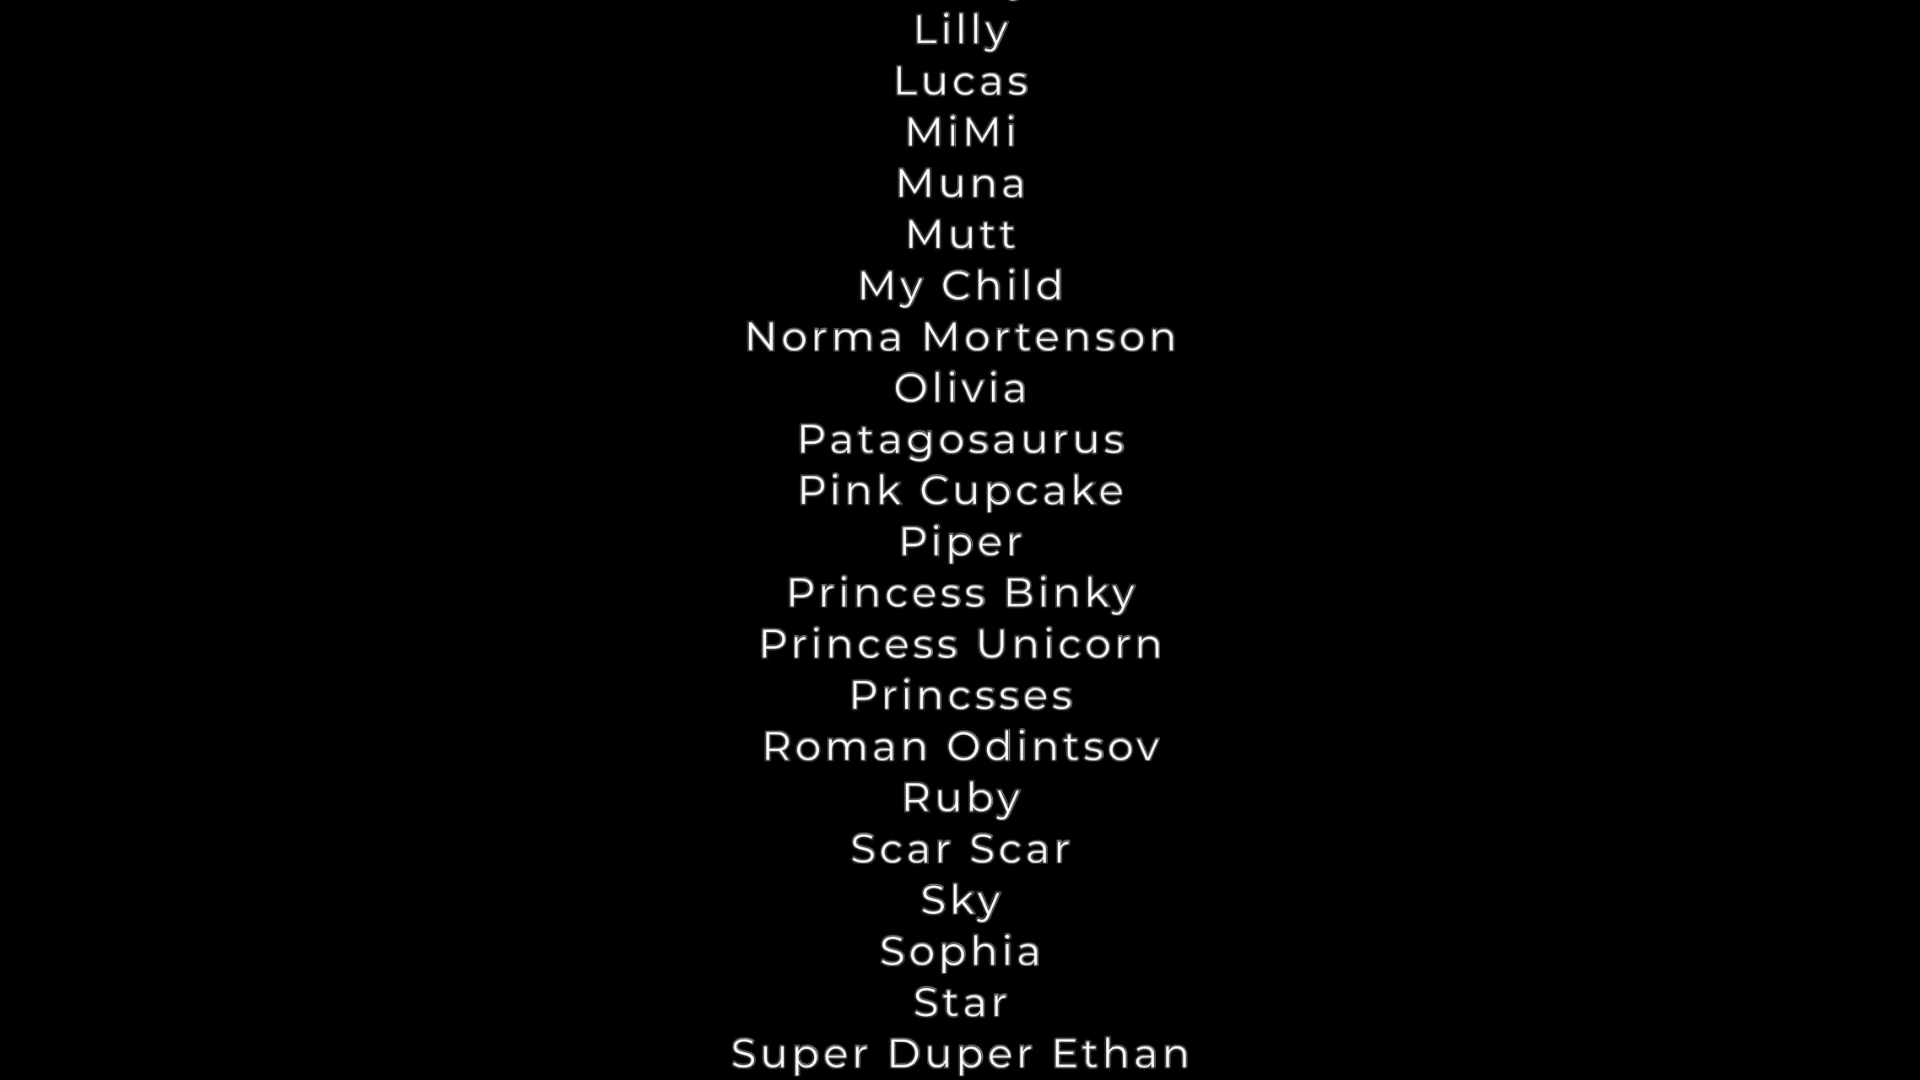 Lilly
Lucas
MiMi
Muna
Mutt
My Child
Norma Mortenson
Olivia
Patagosaurus
Pink Cupcake
Piper
Princess Binky
Princess Unicorn
Princsses
Roman Odintsov
Ruby
Scar Scar
Sky
Sophia
Star
Super Duper Ethan